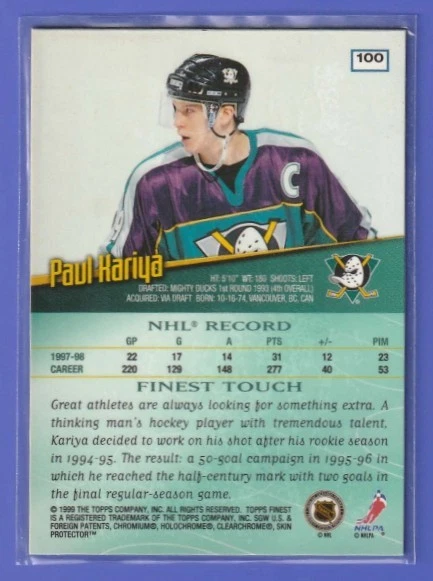 100
C
Paul Kariya
HT: 5'10" WT: 180 SHOOTS: LEFT
DRAFTED: MIGHTY DUCKS 1st ROUND 1993 (4th OVERALL)
ACQUIRED: VIA DRAFT BORN: 10-16-74, VANCOUVER, BC, CAN
NHL® RECORD
GP G A PTS +/- PIM
1997-98 22 17 14 31 12 23
CAREER 220 129 148 277 40 53
FINEST TOUCH
Great athletes are always looking for something extra. A
thinking man's hockey player with tremendous talent,
Kariya decided to work on his shot after his rookie season
in 1994-95. The result: a 50-goal campaign in 1995-96 in
which he reached the half-century mark with two goals in
the final regular-season game.
© 1999 THE TOPPS COMPANY, INC. ALL RIGHTS RESERVED. TOPPS FINEST
IS A REGISTERED TRADEMARK OF THE TOPPS COMPANY, INC. SGW U.S. &
FOREIGN PATENTS, CHROMIUM®, HOLOCHROME®, CLEARCHROME®, SKIN
PROTECTOR™
© NHL
NHLPA
© NHLPA